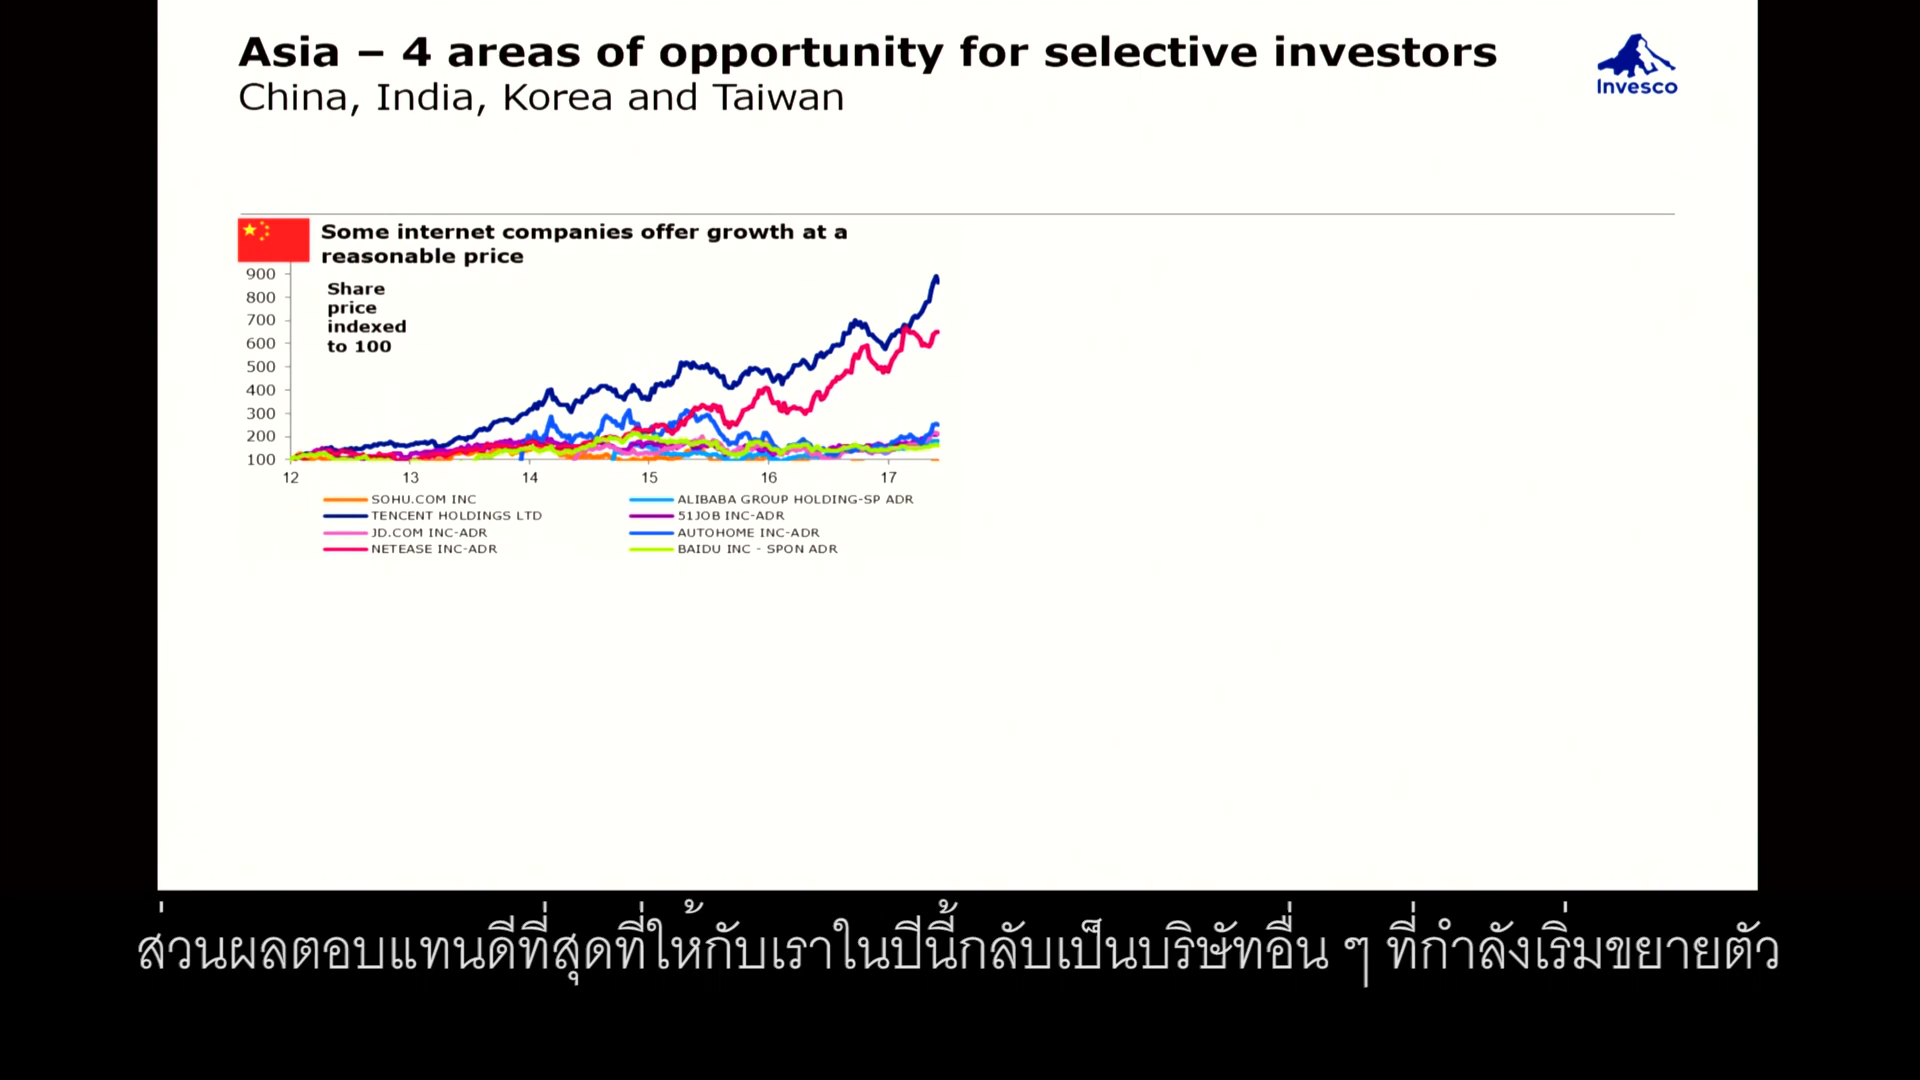 Asia – 4 areas of opportunity for selective investors
China, India, Korea and Taiwan
Invesco
Some internet companies offer growth at a
reasonable price
Share
price
indexed
to 100
900
800
700
600
500
400
300
200
100
12 13 14 15 16 17
SOHU.COM INC
ALIBABA GROUP HOLDING-SP ADR
TENCENT HOLDINGS LTD
51JOB INC-ADR
JD.COM INC-ADR
AUTOHOME INC-ADR
NETEASE INC-ADR
BAIDU INC - SPON ADR
ส่วนผลตอบแทนดีที่สุดที่ให้กับเราในปีนี้กลับเป็นบริษัทอื่น ๆ ที่กำลังเริ่มขยายตัว